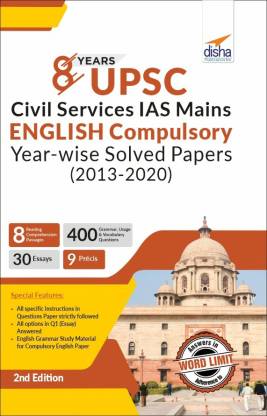 disha
8 YEARS UPSC
Civil Services IAS Mains
ENGLISH Compulsory
Year-wise Solved Papers
(2013-2020)
8 Reading Comprehension Passages
400 Grammar, Usage & Vocabulary Questions
30 Essays
9 Précis
Special Features:
• All specific Instructions in Questions Paper strictly followed
• All options in Q1 (Essay) Answered
• English Grammar Study Material for Compulsory English Paper
2nd Edition
Answers in
WORD LIMIT
Adherence to